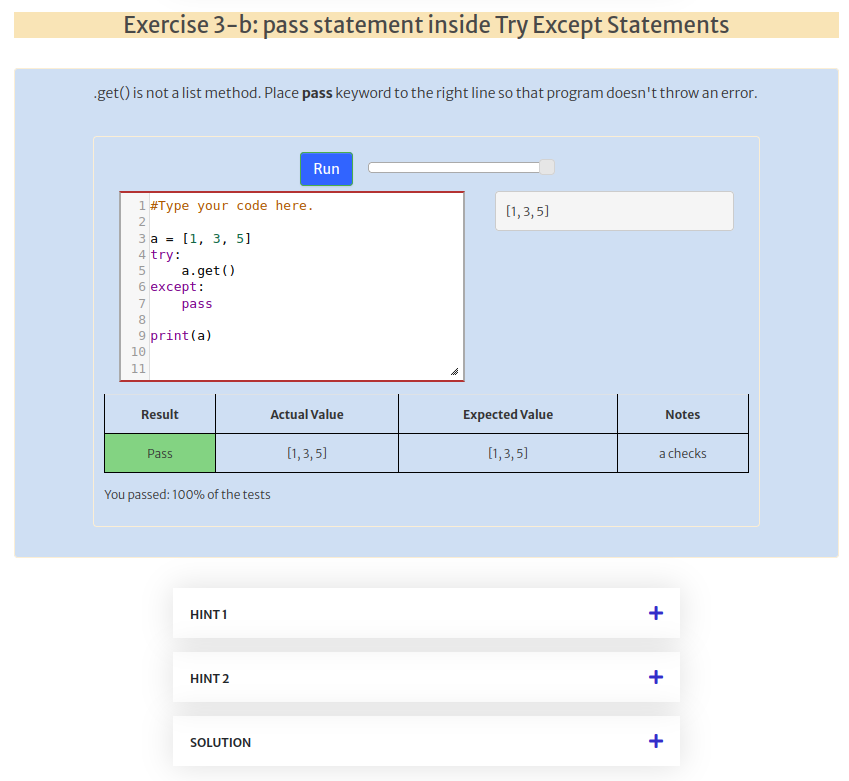 Exercise 3-b: pass statement inside Try Except Statements
.get() is not a list method. Place pass keyword to the right line so that program doesn't throw an error.
Run
1 #Type your code here.
2
3 a = [1, 3, 5]
4 try:
5     a.get()
6 except:
7     pass
8
9 print(a)
10
11
[1, 3, 5]
Result Actual Value Expected Value Notes
Pass [1, 3, 5] [1, 3, 5] a checks
You passed: 100% of the tests
HINT 1 +
HINT 2 +
SOLUTION +